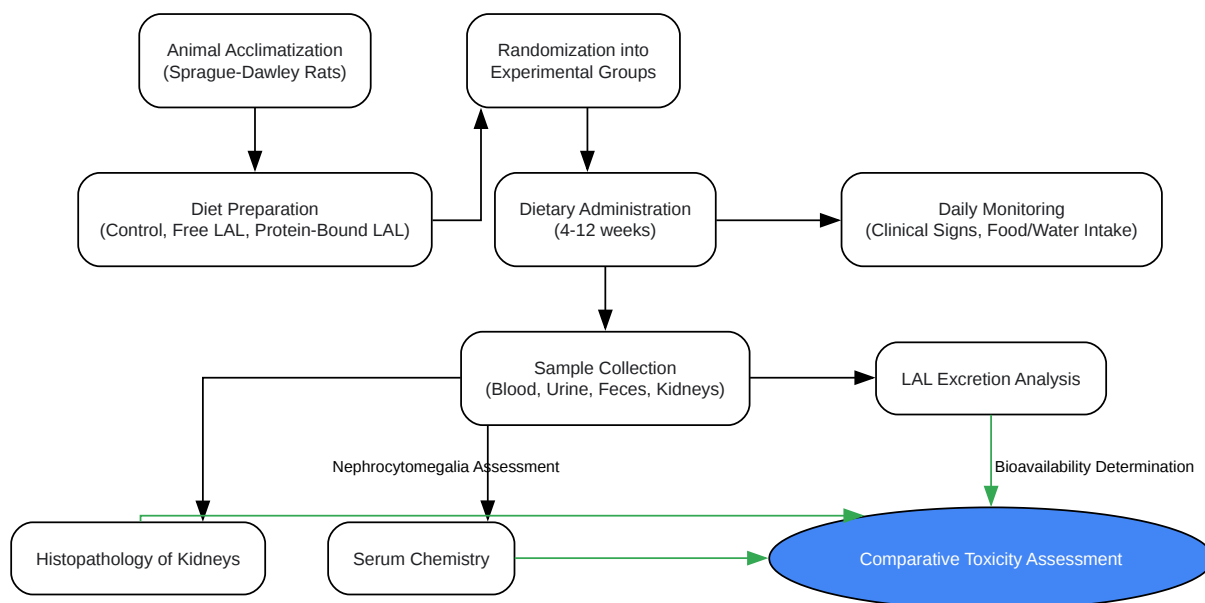 Animal Acclimatization
(Sprague-Dawley Rats)
Randomization into
Experimental Groups
Diet Preparation
(Control, Free LAL, Protein-Bound LAL)
Dietary Administration
(4-12 weeks)
Daily Monitoring
(Clinical Signs, Food/Water Intake)
Sample Collection
(Blood, Urine, Feces, Kidneys)
LAL Excretion Analysis
Nephrocytomegalia Assessment
Bioavailability Determination
Histopathology of Kidneys
Serum Chemistry
Comparative Toxicity Assessment